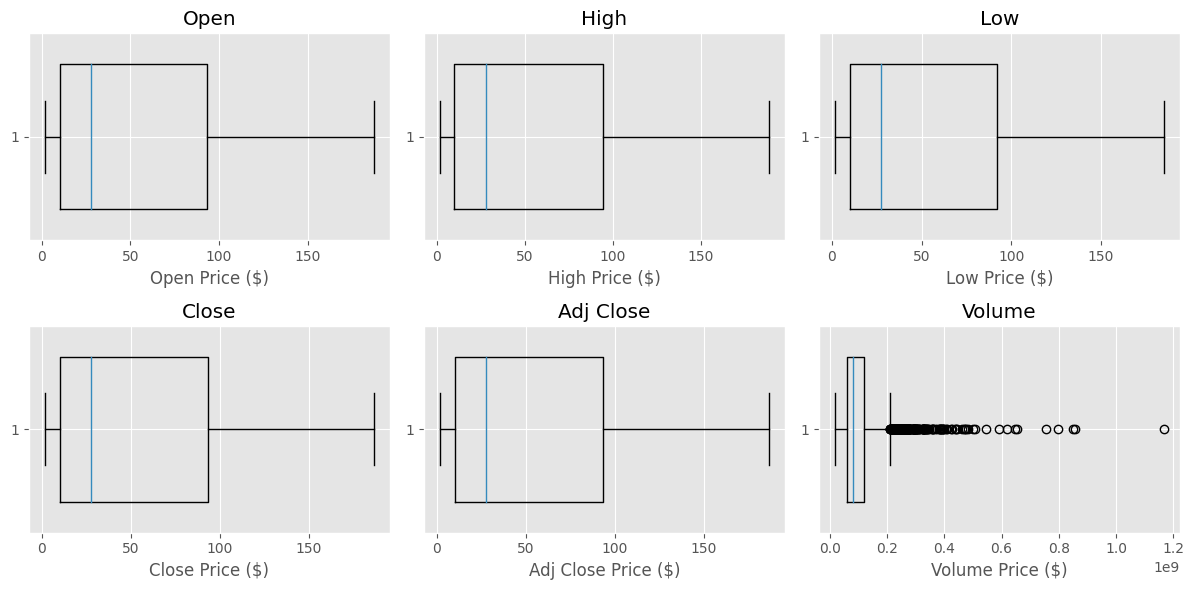 Open High Low
1 1 1
0 50 100 150 0 50 100 150 0 50 100 150
Open Price ($) High Price ($) Low Price ($)
Close Adj Close Volume
1 1 1
0 50 100 150 0 50 100 150 0.0 0.2 0.4 0.6 0.8 1.0 1.2
1e9
Close Price ($) Adj Close Price ($) Volume Price ($)